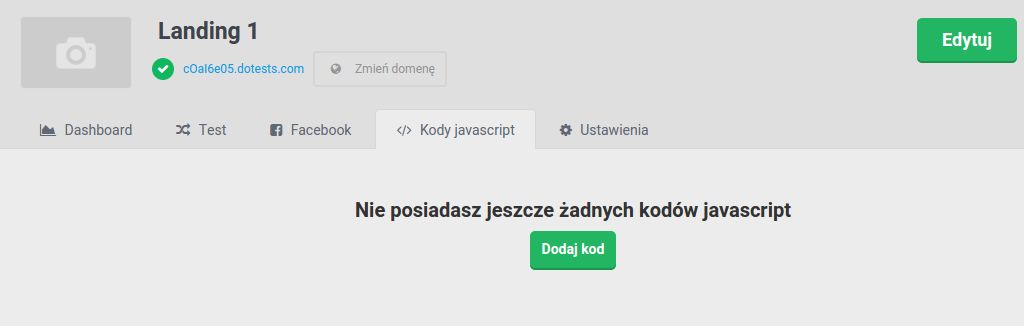 Landing 1
Edytuj
cOal6e05.dotests.com
Zmień domenę
Dashboard
Test
Facebook
Kody javascript
Ustawienia
Nie posiadasz jeszcze żadnych kodów javascript
Dodaj kod